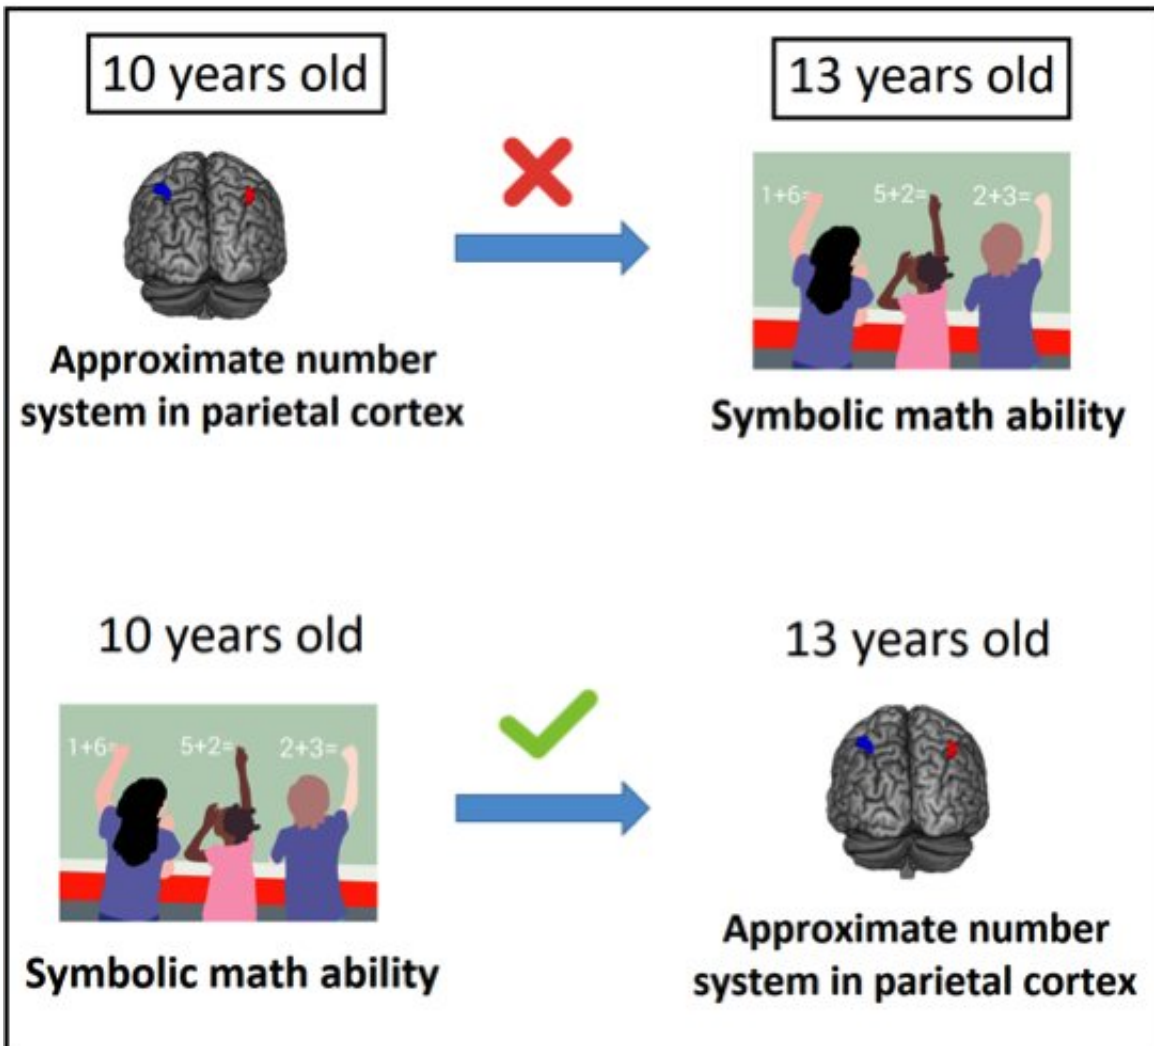 10 years old
13 years old
1+6=
5+2=
2+3=
Approximate number
system in parietal cortex
Symbolic math ability
10 years old
13 years old
1+6=
5+2=
2+3=
Symbolic math ability
Approximate number
system in parietal cortex